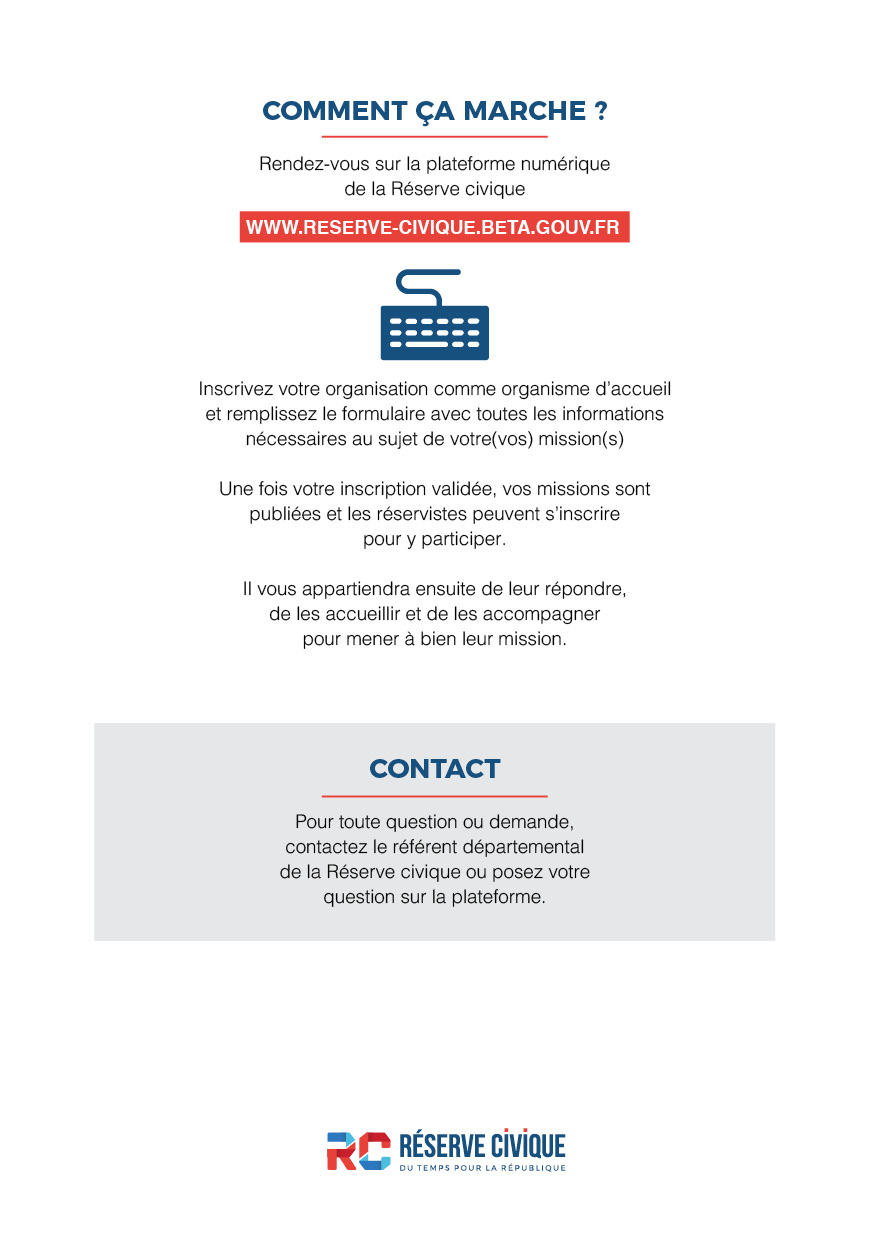 COMMENT ÇA MARCHE ?
Rendez-vous sur la plateforme numérique
de la Réserve civique
WWW.RESERVE-CIVIQUE.BETA.GOUV.FR
Inscrivez votre organisation comme organisme d’accueil
et remplissez le formulaire avec toutes les informations
nécessaires au sujet de votre(vos) mission(s)
Une fois votre inscription validée, vos missions sont
publiées et les réservistes peuvent s’inscrire
pour y participer.
Il vous appartiendra ensuite de leur répondre,
de les accueillir et de les accompagner
pour mener à bien leur mission.
CONTACT
Pour toute question ou demande,
contactez le référent départemental
de la Réserve civique ou posez votre
question sur la plateforme.
RC RÉSERVE CIVIQUE
DU TEMPS POUR LA RÉPUBLIQUE